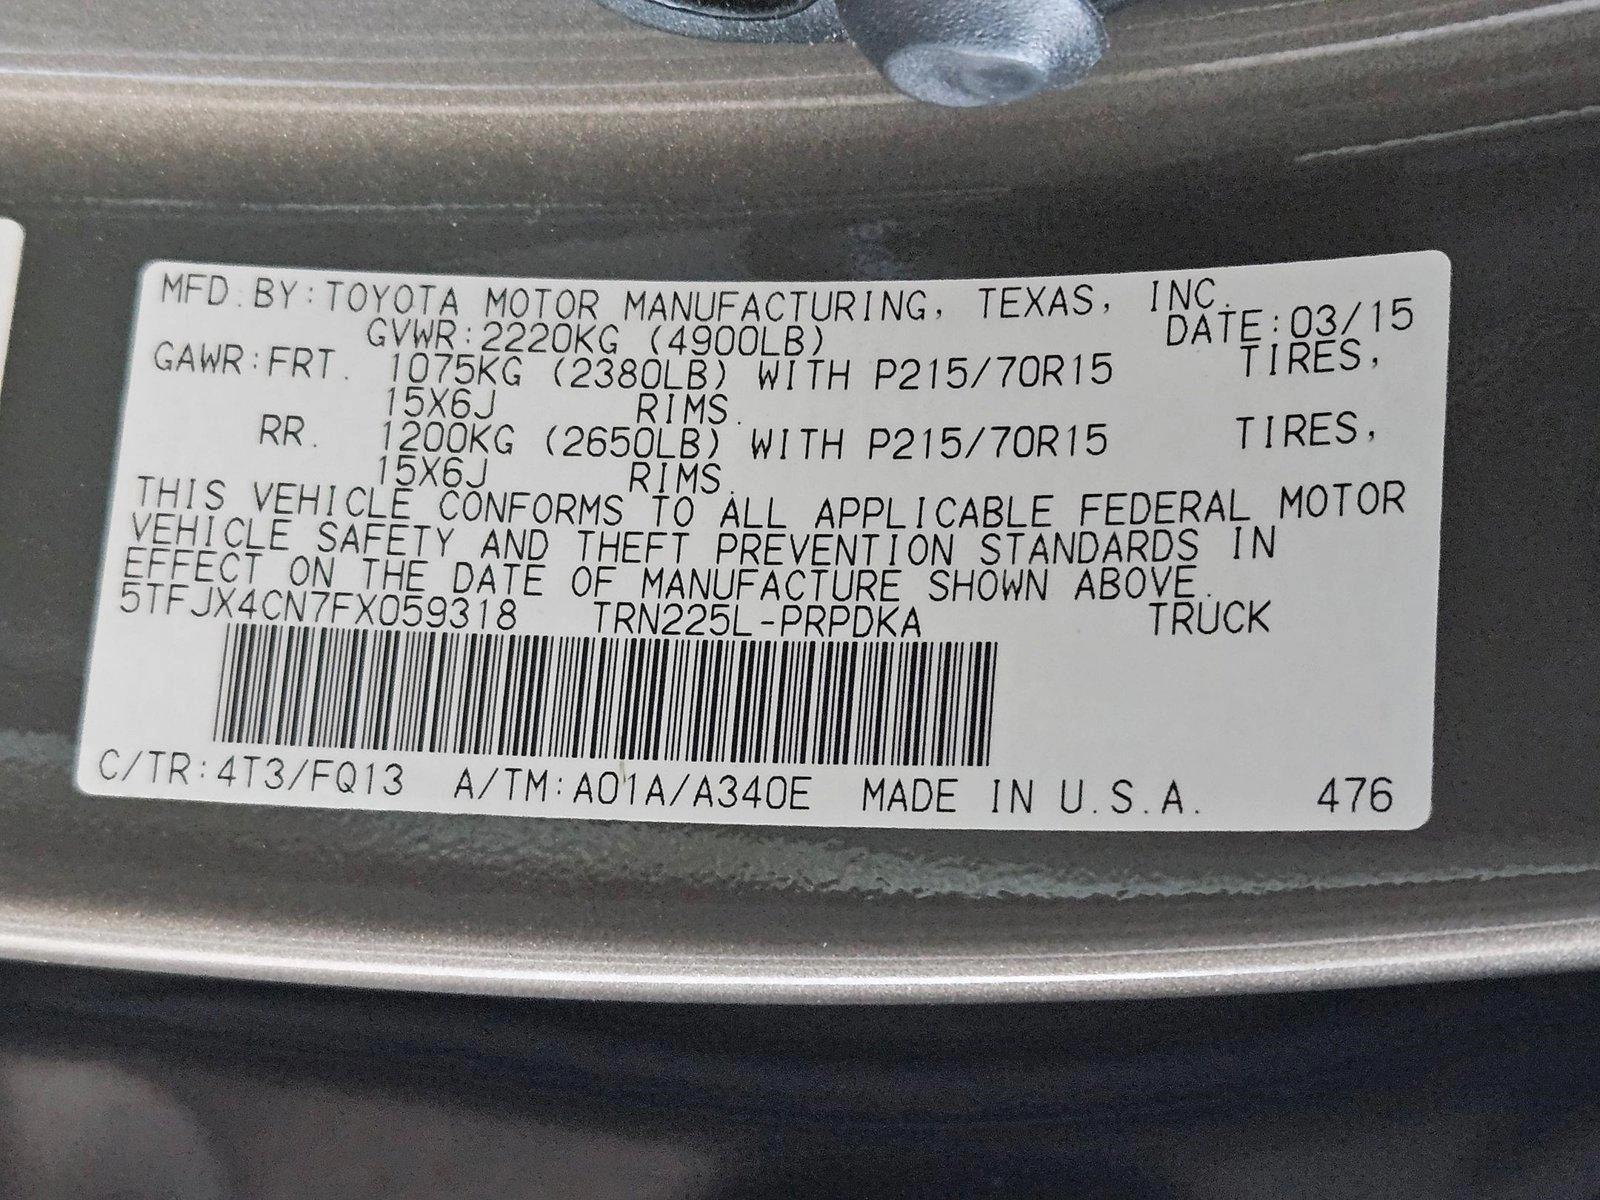 MFD.BY:TOYOTA MOTOR MANUFACTURING, TEXAS, INC.
GVWR:2220KG (4900LB) DATE:03/15
GAWR:FRT. 1075KG (2380LB) WITH P215/70R15 TIRES,
15X6J RIMS.
RR. 1200KG (2650LB) WITH P215/70R15 TIRES,
15X6J RIMS.
THIS VEHICLE CONFORMS TO ALL APPLICABLE FEDERAL MOTOR
VEHICLE SAFETY AND THEFT PREVENTION STANDARDS IN
EFFECT ON THE DATE OF MANUFACTURE SHOWN ABOVE.
5TFJX4CN7FX059318 TRN225L-PRPDKA TRUCK
C/TR:4T3/FQ13 A/TM:A01A/A340E MADE IN U.S.A. 476